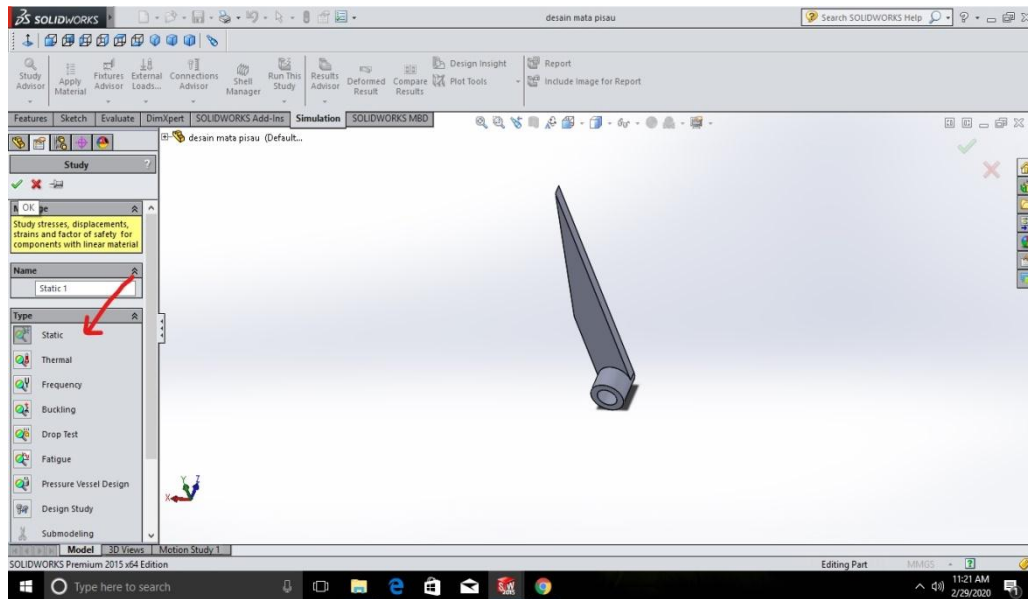 SOLIDWORKS
desain mata pisau
Search SOLIDWORKS Help
Study Advisor
Apply Material
Fixtures Advisor
External Loads...
Connections Advisor
Shell Manager
Run This Study
Results Advisor
Deformed Result
Compare Results
Design Insight
Plot Tools
Report
Include Image for Report
Features Sketch Evaluate DimXpert SOLIDWORKS Add-Ins Simulation SOLIDWORKS MBD
desain mata pisau (Default...
Study
?
OK
Study stresses, displacements,
strains and factor of safety for
components with linear material
Name
Static 1
Type
Static
Thermal
Frequency
Buckling
Drop Test
Fatigue
Pressure Vessel Design
Design Study
Submodeling
Y Z
X
Model 3D Views Motion Study 1
SOLIDWORKS Premium 2015 x64 Edition
Editing Part MMGS
Type here to search
11:21 AM
2/29/2020